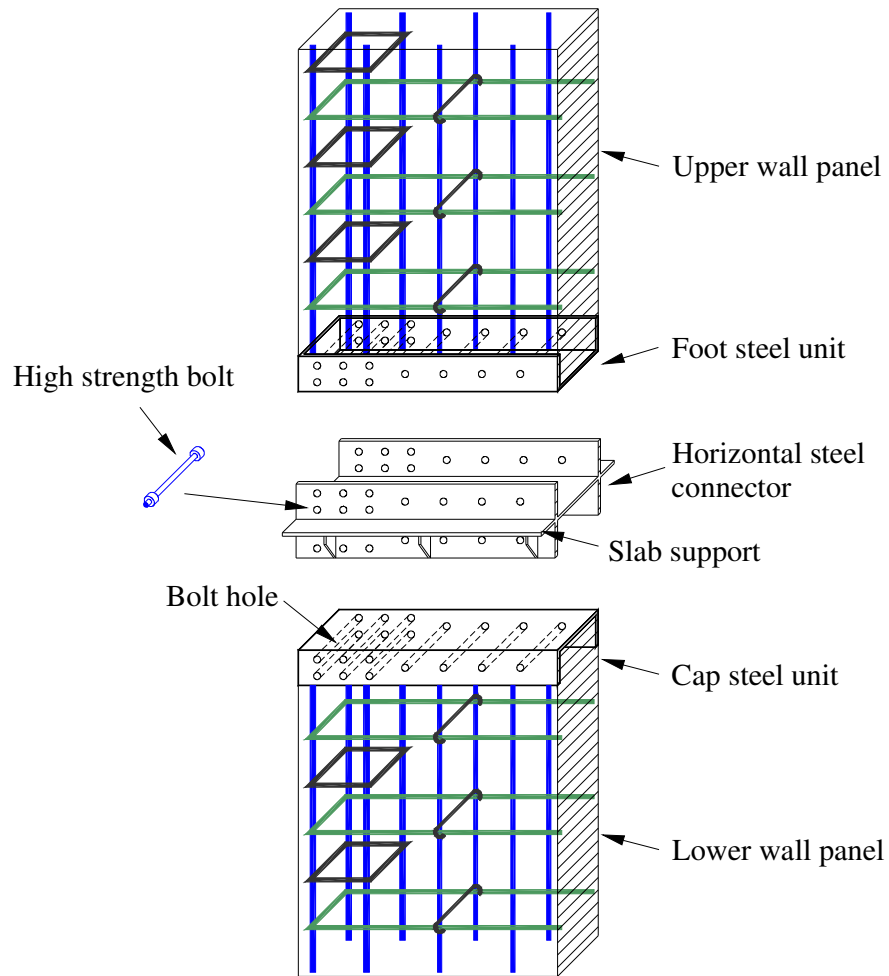 Upper wall panel
Foot steel unit
High strength bolt
Horizontal steel
connector
Slab support
Bolt hole
Cap steel unit
Lower wall panel